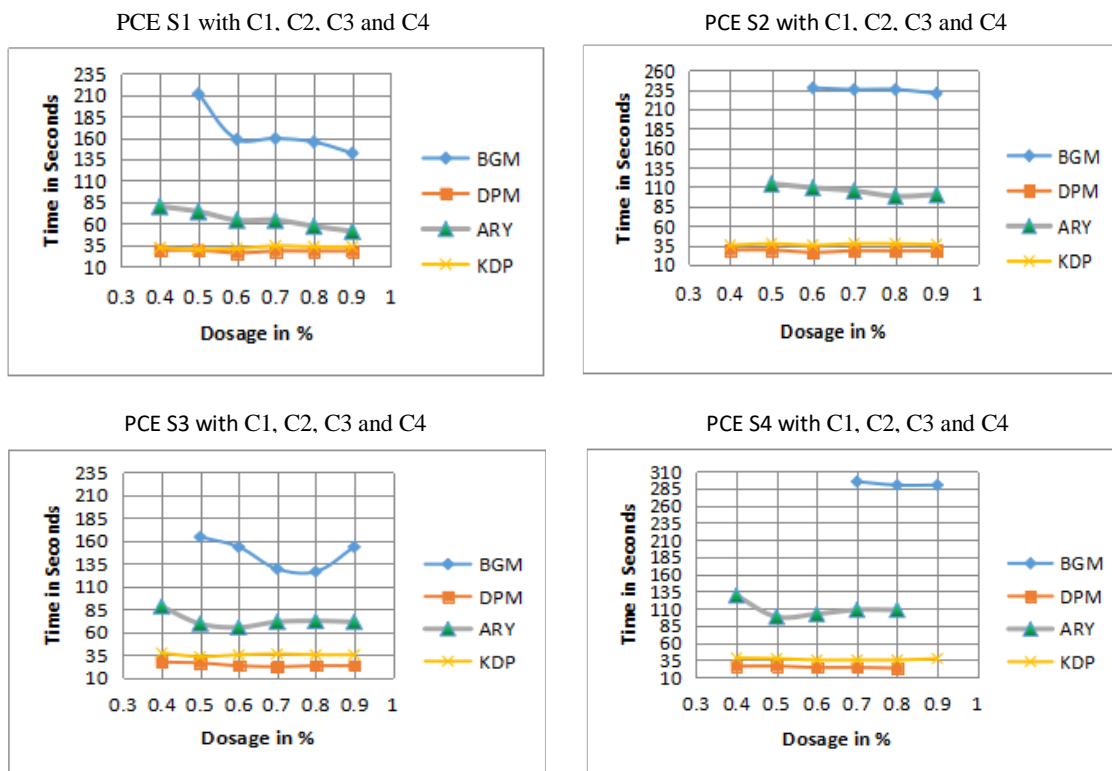 PCE S1 with C1, C2, C3 and C4
Time in Seconds
235
210
185
160
135
110
85
60
35
10
0.3 0.4 0.5 0.6 0.7 0.8 0.9 1
Dosage in %
BGM
DPM
ARY
KDP
PCE S2 with C1, C2, C3 and C4
Time in Seconds
260
235
210
185
160
135
110
85
60
35
10
0.3 0.4 0.5 0.6 0.7 0.8 0.9 1
Dosage in %
BGM
DPM
ARY
KDP
PCE S3 with C1, C2, C3 and C4
Time in Seconds
235
210
185
160
135
110
85
60
35
10
0.3 0.4 0.5 0.6 0.7 0.8 0.9 1
Dosage in %
BGM
DPM
ARY
KDP
PCE S4 with C1, C2, C3 and C4
Time in Seconds
310
285
260
235
210
185
160
135
110
85
60
35
10
0.3 0.4 0.5 0.6 0.7 0.8 0.9 1
Dosage in %
BGM
DPM
ARY
KDP